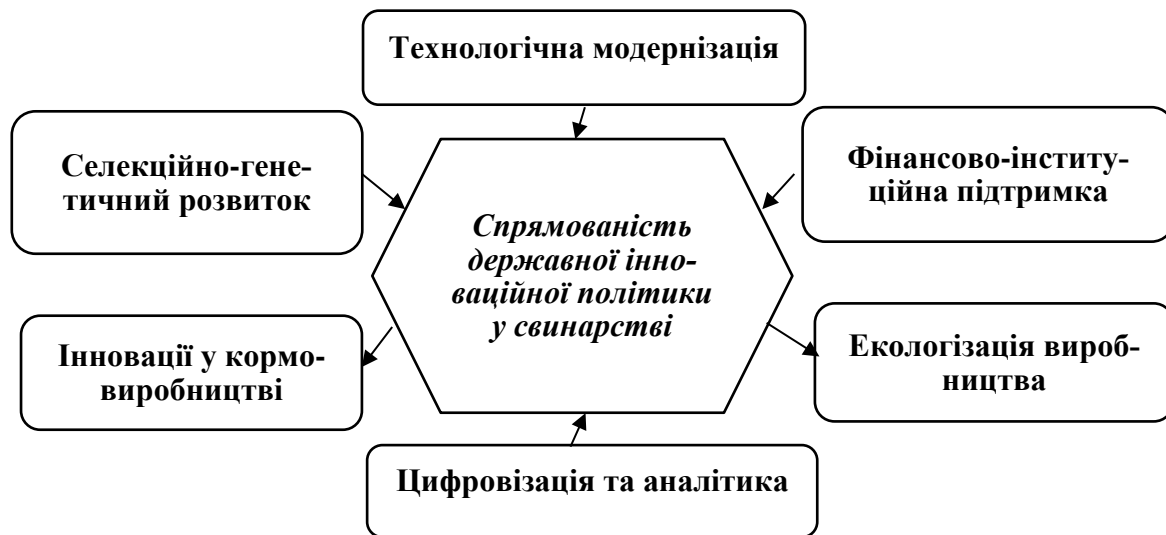 Технологічна модернізація
Селекційно-гене-
тичний розвиток
Фінансово-інститу-
ційна підтримка
Спрямованість
державної інно-
ваційної політики
у свинарстві
Інновації у кормо-
виробництві
Екологізація вироб-
ництва
Цифровізація та аналітика